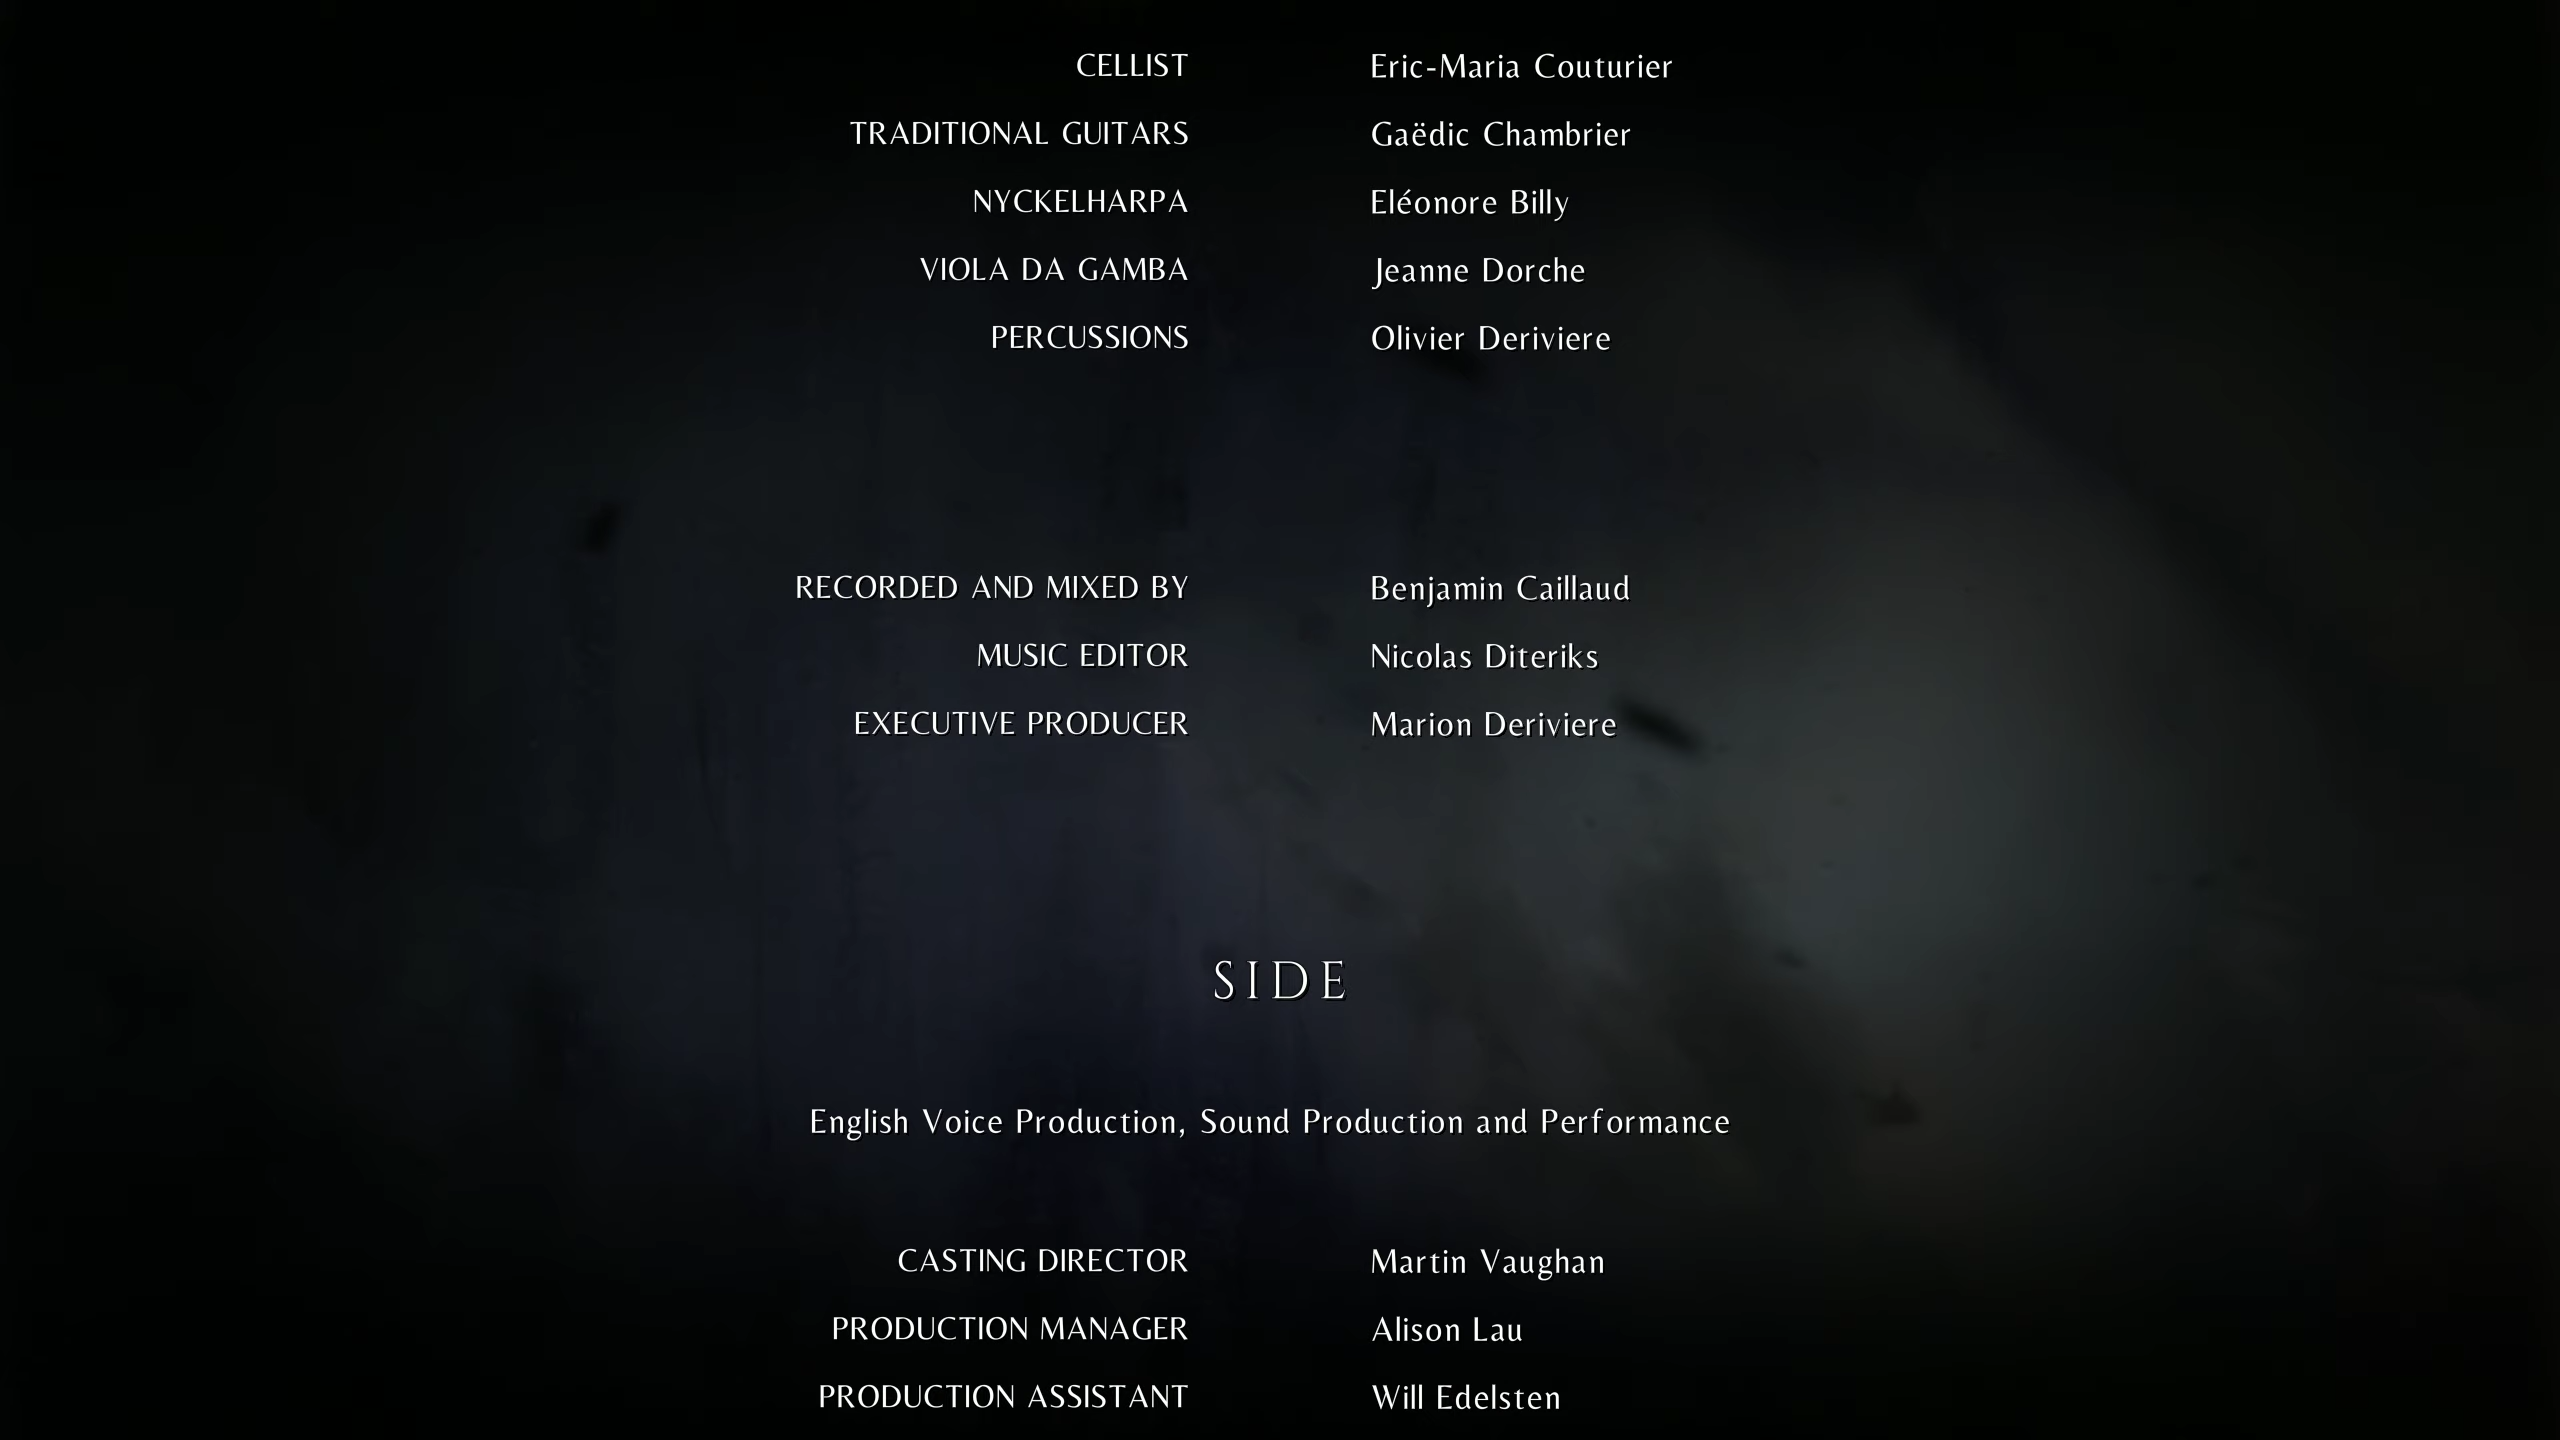 CELLIST Eric-Maria Couturier
TRADITIONAL GUITARS Gaëdic Chambrier
NYCKELHARPA Eléonore Billy
VIOLA DA GAMBA Jeanne Dorche
PERCUSSIONS Olivier Deriviere
RECORDED AND MIXED BY Benjamin Caillaud
MUSIC EDITOR Nicolas Diteriks
EXECUTIVE PRODUCER Marion Deriviere
SIDE
English Voice Production, Sound Production and Performance
CASTING DIRECTOR Martin Vaughan
PRODUCTION MANAGER Alison Lau
PRODUCTION ASSISTANT Will Edelsten